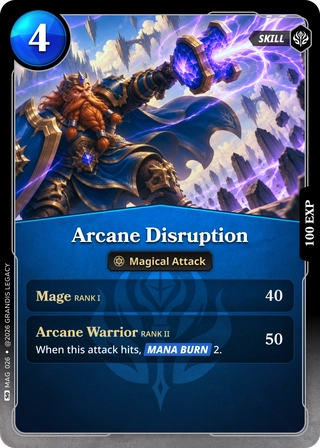 4
SKILL
Arcane Disruption
Magical Attack
100 EXP
Mage RANK I 40
Arcane Warrior RANK II 50
When this attack hits, MANA BURN 2.
MAG 026 • @2026 GRANDIS LEGACY